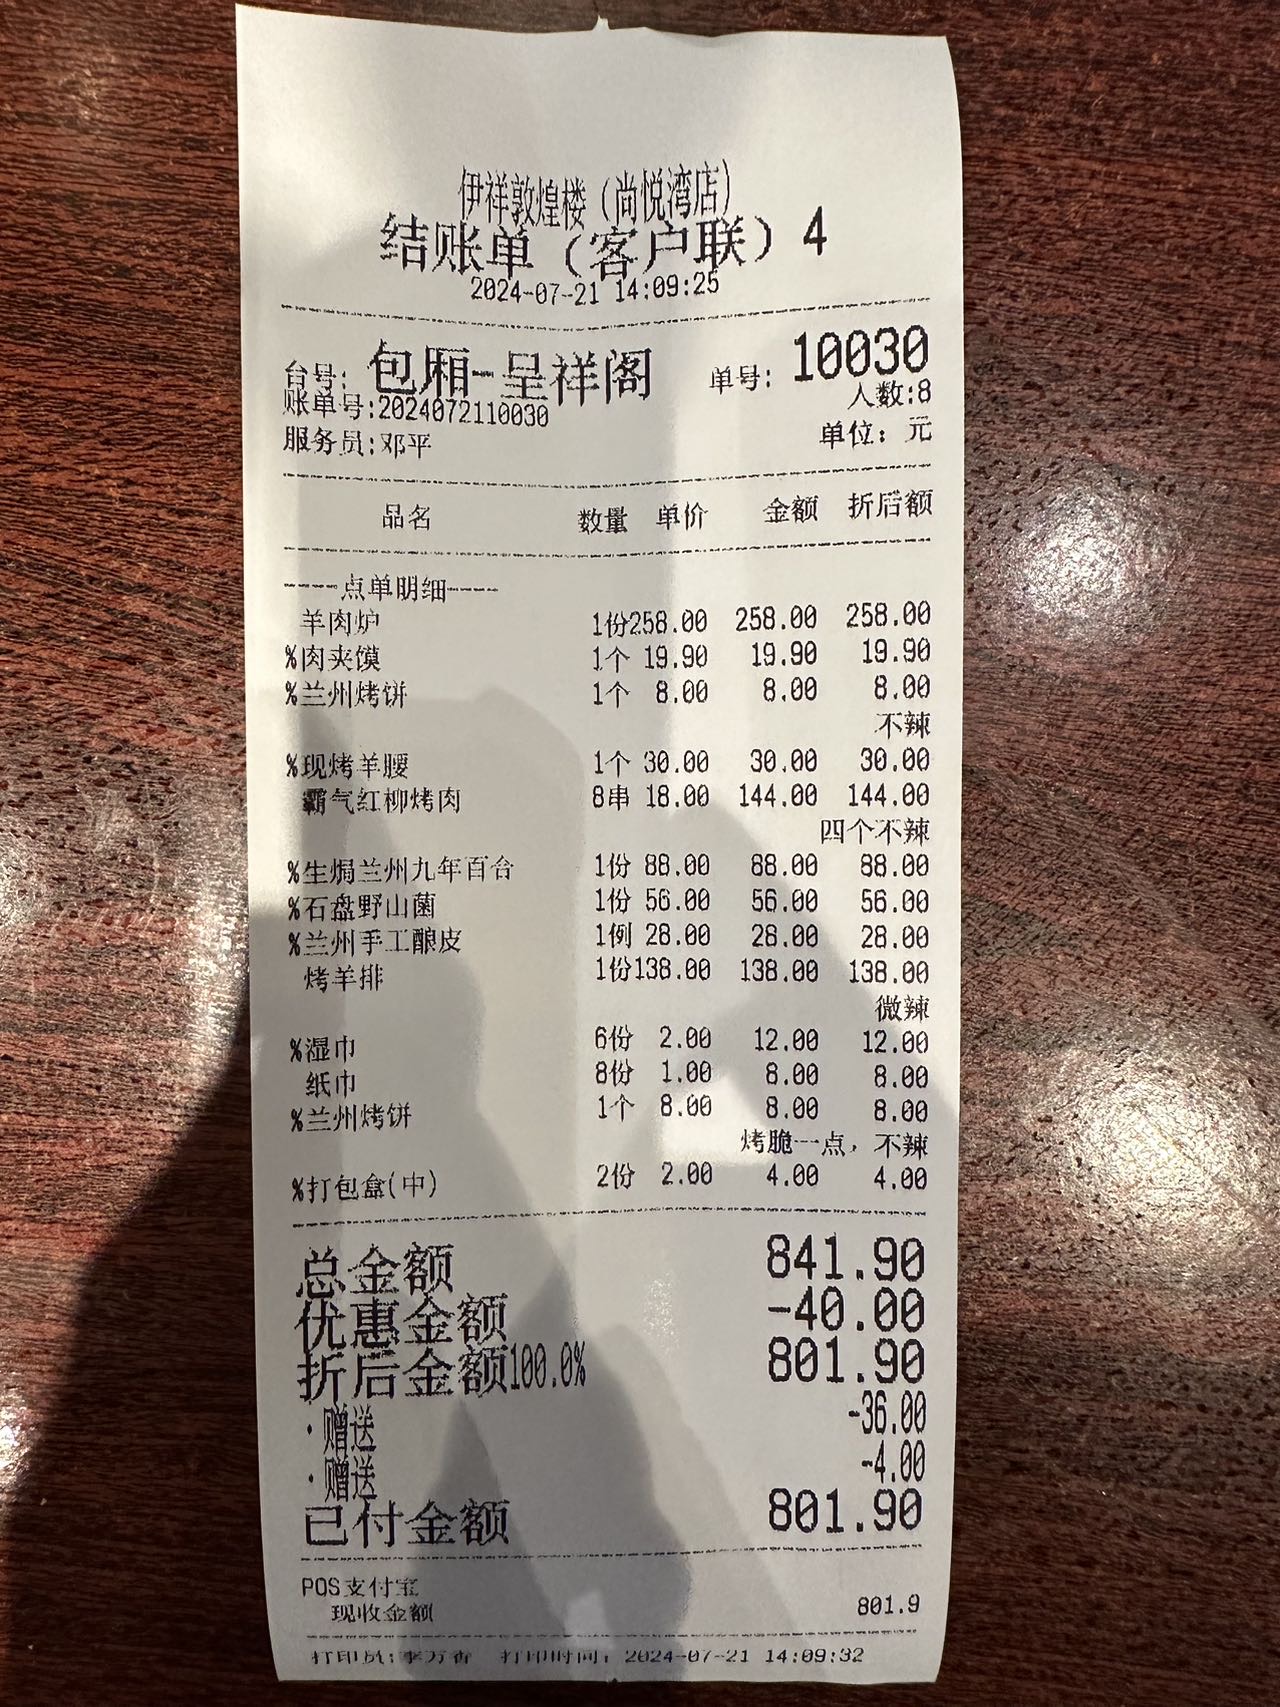 伊祥敦煌楼（尚悦湾店）
结账单（客户联）4
2024-07-21 14:09:25
台号: 包厢-呈祥阁 单号: 10030
账单号:2024072110030 人数:8
服务员:邓平 单位: 元
品名 数量 单价 金额 折后额
----点单明细----
羊肉炉 1份258.00 258.00 258.00
%肉夹馍 1个 19.90 19.90 19.90
%兰州烤饼 1个 8.00 8.00 8.00
不辣
%现烤羊腰 1个 30.00 30.00 30.00
霸气红柳烤肉 8串 18.00 144.00 144.00
四个不辣
%生焗兰州九年百合 1份 88.00 88.00 88.00
%石盘野山菌 1份 56.00 56.00 56.00
%兰州手工酿皮 1例 28.00 28.00 28.00
烤羊排 1份138.00 138.00 138.00
微辣
%湿巾 6份 2.00 12.00 12.00
纸巾 8份 1.00 8.00 8.00
%兰州烤饼 1个 8.00 8.00 8.00
烤脆一点，不辣
%打包盒(中) 2份 2.00 4.00 4.00
总金额 841.90
优惠金额 -40.00
折后金额100.0% 801.90
·赠送 -36.00
·赠送 -4.00
已付金额 801.90
POS支付宝
现收金额 801.9
打印员:李万香 打印时间: 2024-07-21 14:09:32